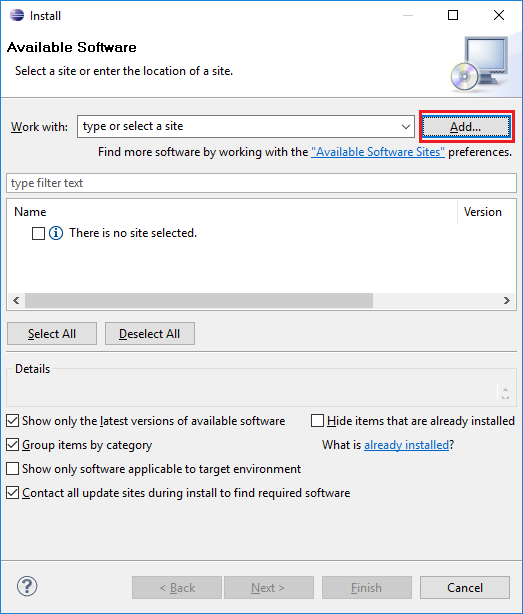 Install
Available Software
Select a site or enter the location of a site.
Work with: type or select a site Add...
Find more software by working with the "Available Software Sites" preferences.
type filter text
Name Version
There is no site selected.
Select All Deselect All
Details
Show only the latest versions of available software Hide items that are already installed
Group items by category What is already installed?
Show only software applicable to target environment
Contact all update sites during install to find required software
? < Back Next > Finish Cancel